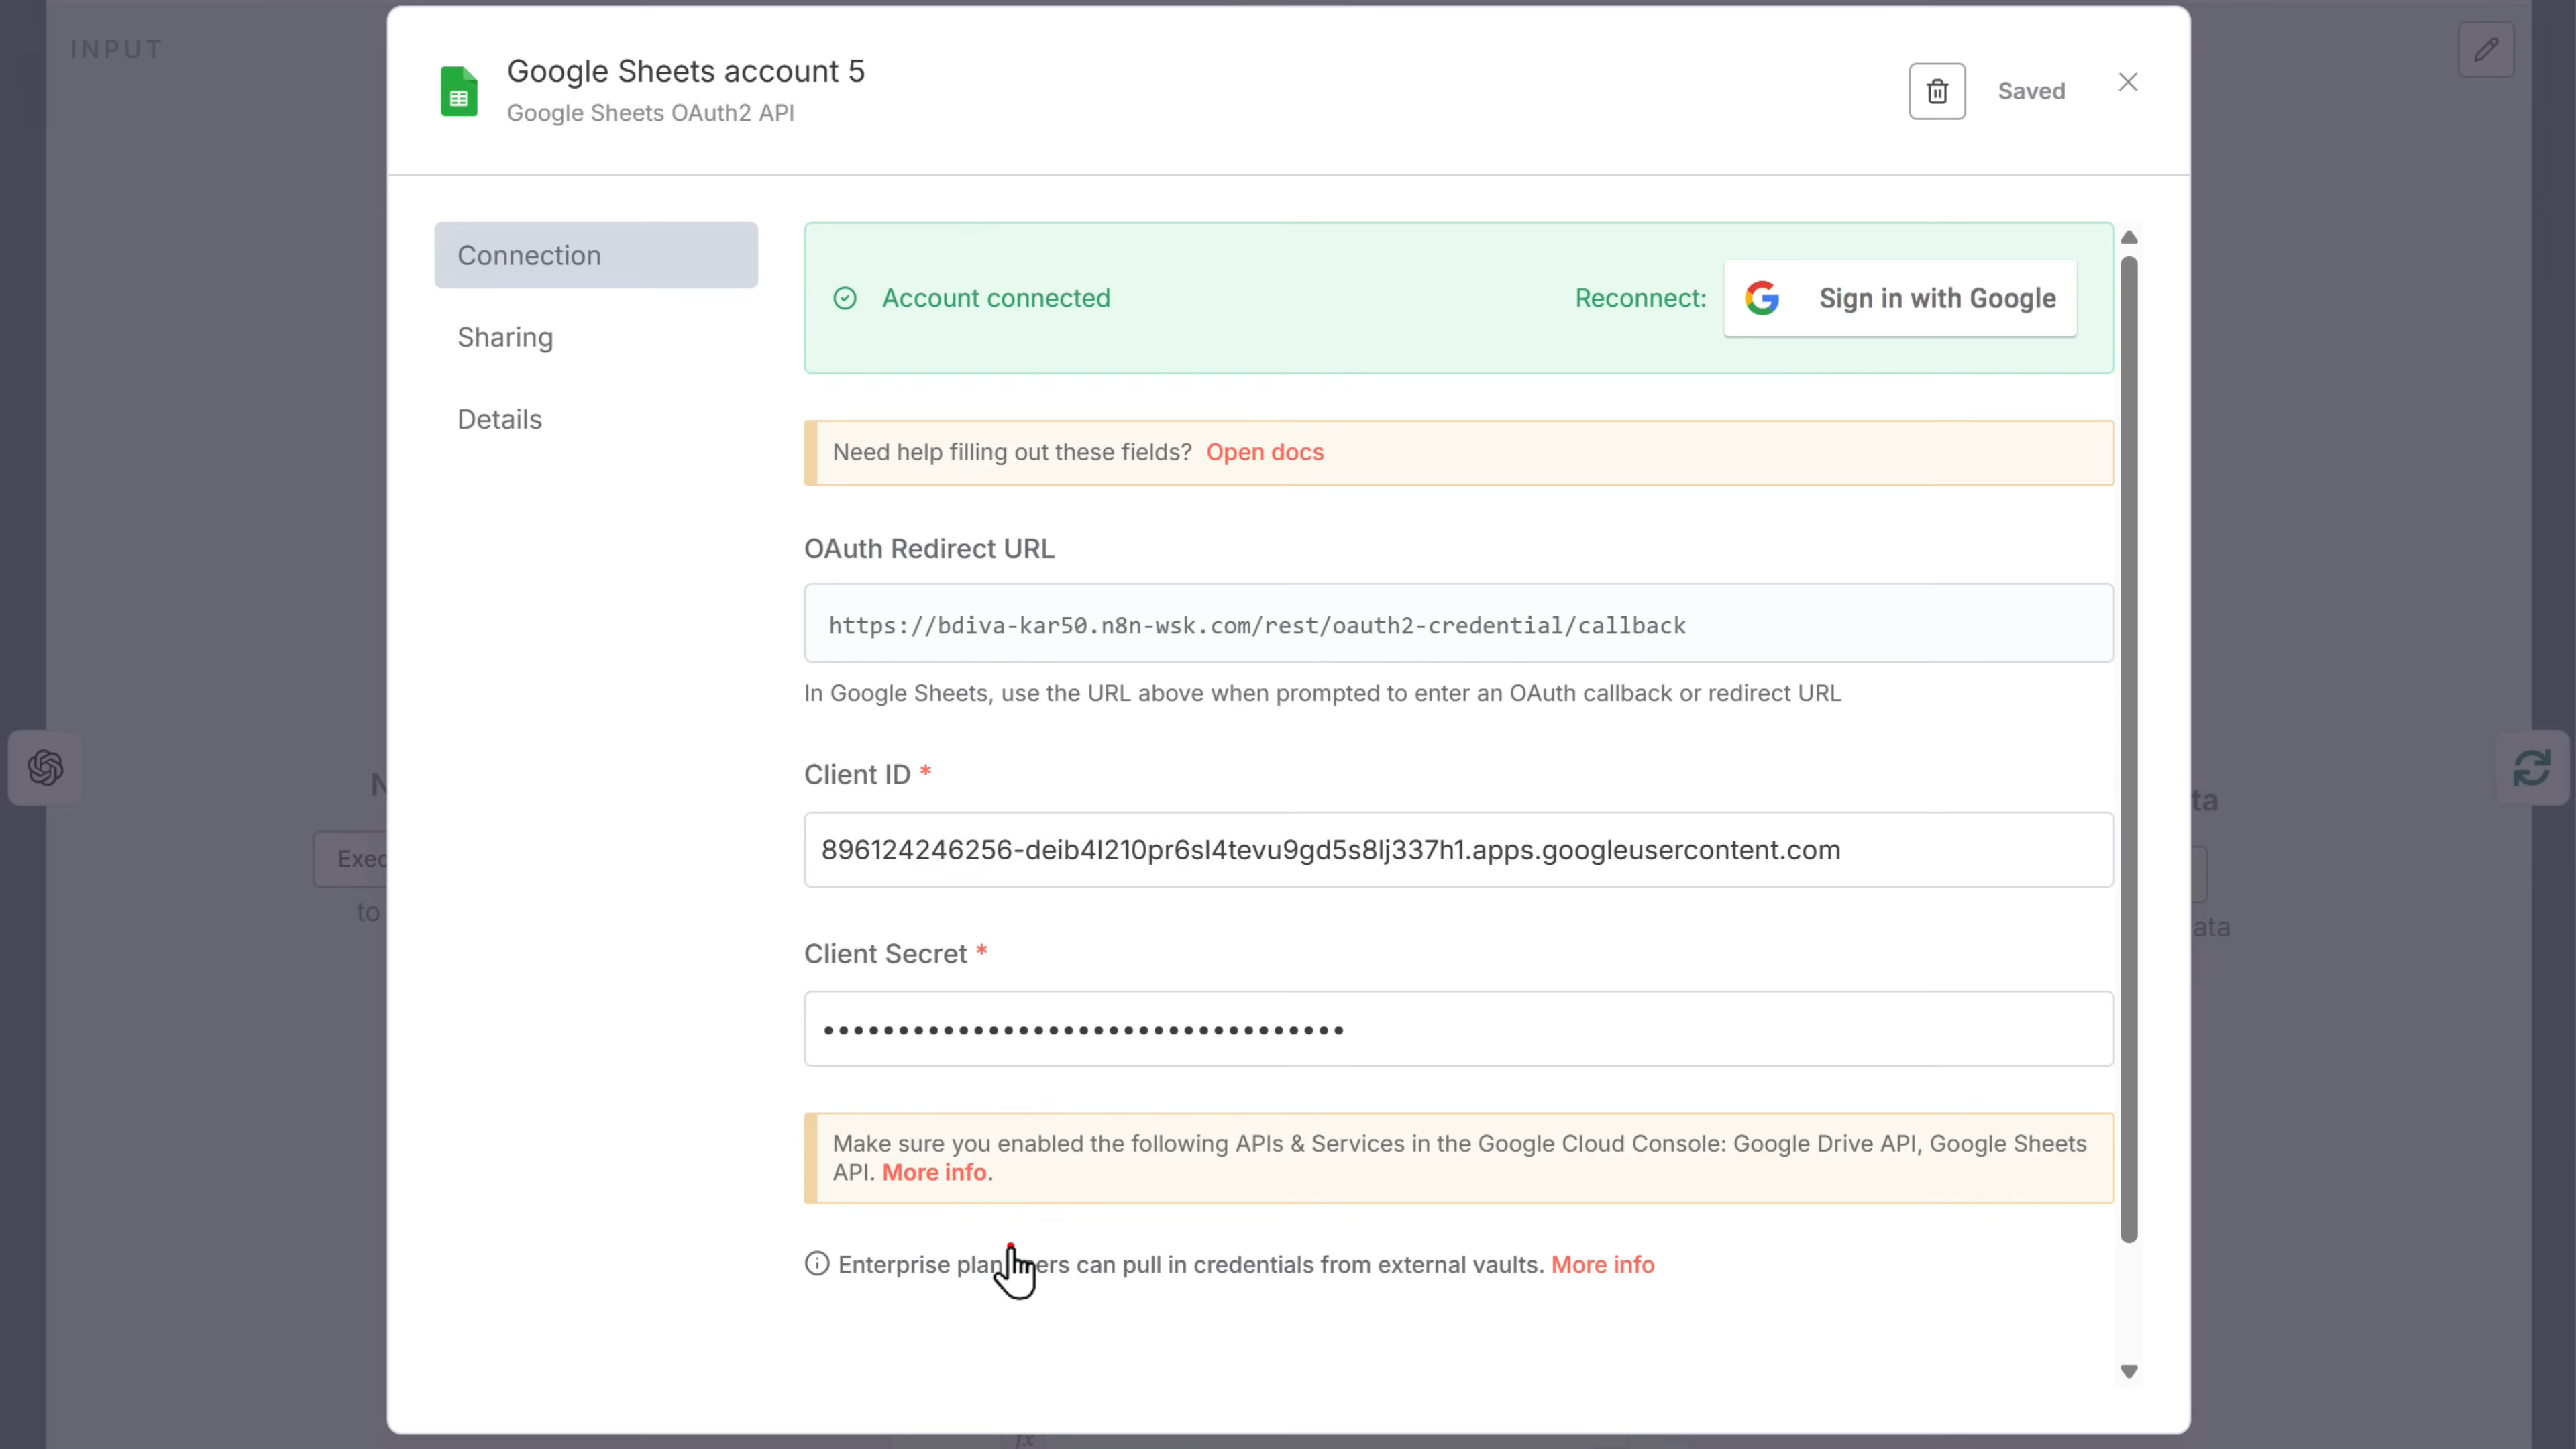 INPUT
Google Sheets account 5
Google Sheets OAuth2 API
Saved
Connection
Sharing
Details
Account connected
Reconnect:
Sign in with Google
Need help filling out these fields? Open docs
OAuth Redirect URL
https://bdiva-kar50.n8n-wsk.com/rest/oauth2-credential/callback
In Google Sheets, use the URL above when prompted to enter an OAuth callback or redirect URL
Client ID *
896124246256-deib4l210pr6sl4tevu9gd5s8lj337h1.apps.googleusercontent.com
Client Secret *
••••••••••••••••••••••••••••••••••• 
Make sure you enabled the following APIs & Services in the Google Cloud Console: Google Drive API, Google Sheets
API. More info.
Enterprise plan can pull in credentials from external vaults. More info
to